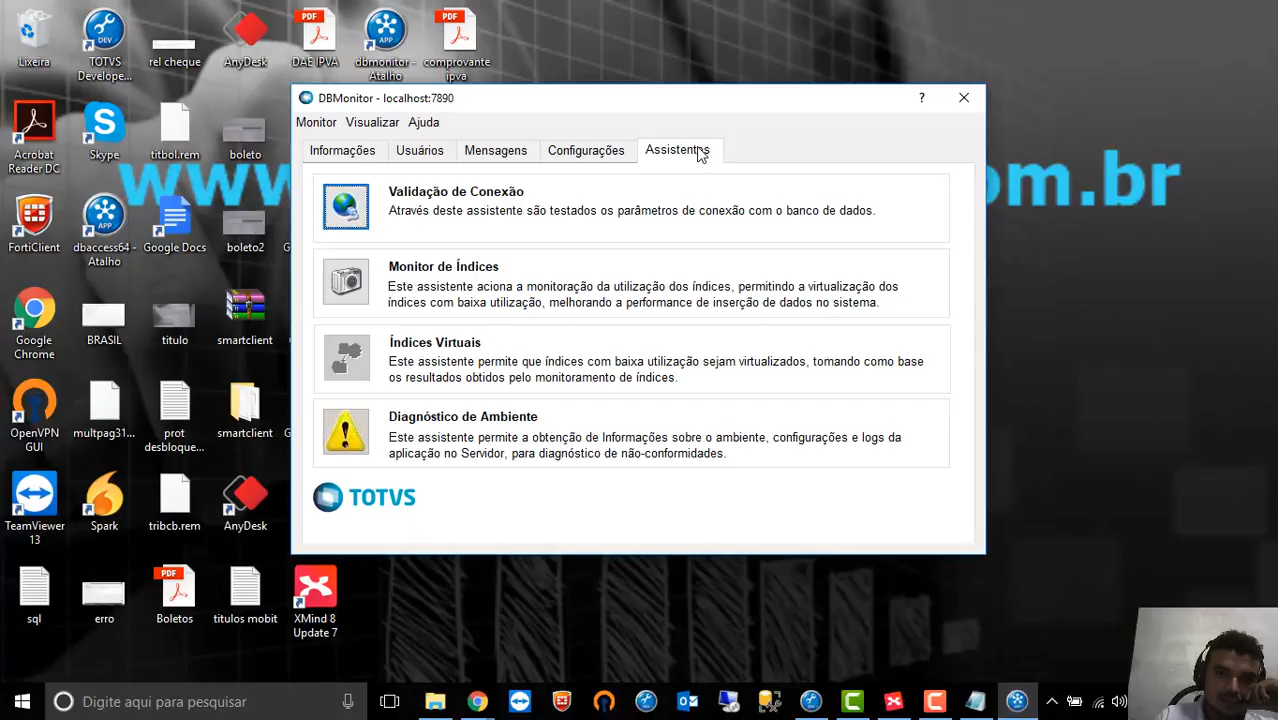 Lixeira
TOTVS
Develope...
rel cheque
AnyDesk
DAE IPVA
dbmonitor -
Atalho
comprovante
ipva
PDF
PDF
DEV
APP
Acrobat
Reader DC
Skype
titbol.rem
boleto
FortiClient
dbaccess64 -
Atalho
Google Docs
boleto2
APP
Google
Chrome
BRASIL
titulo
smartclient
OpenVPN
GUI
multpag31...
prot
desbloque...
smartclient
TeamViewer
13
Spark
tribcb.rem
AnyDesk
sql
erro
PDF
Boletos
titulos mobit
XMind 8
Update 7
www
om.br
DBMonitor - localhost:7890
?
Monitor Visualizar Ajuda
Informações Usuários Mensagens Configurações Assistentes
Validação de Conexão
Através deste assistente são testados os parâmetros de conexão com o banco de dados.
Monitor de Índices
Este assistente aciona a monitoração da utilização dos índices, permitindo a virtualização dos
índices com baixa utilização, melhorando a performance de inserção de dados no sistema.
Índices Virtuais
Este assistente permite que índices com baixa utilização sejam virtualizados, tomando como base
os resultados obtidos pelo monitoramento de índices.
Diagnóstico de Ambiente
Este assistente permite a obtenção de Informações sobre o ambiente, configurações e logs da
aplicação no Servidor, para diagnóstico de não-conformidades.
TOTVS
Digite aqui para pesquisar